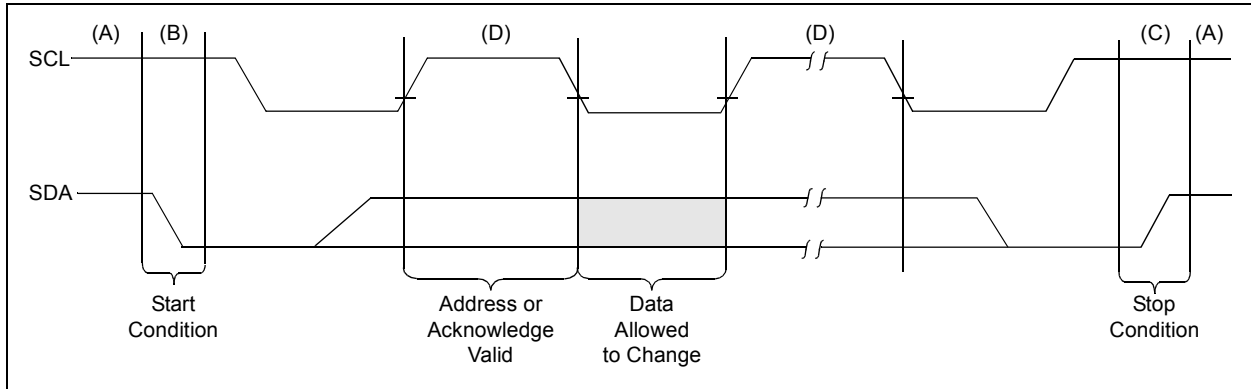 (A) (B) (D) (D) (C) (A)
SCL
SDA
Start
Condition
Address or
Acknowledge
Valid
Data
Allowed
to Change
Stop
Condition